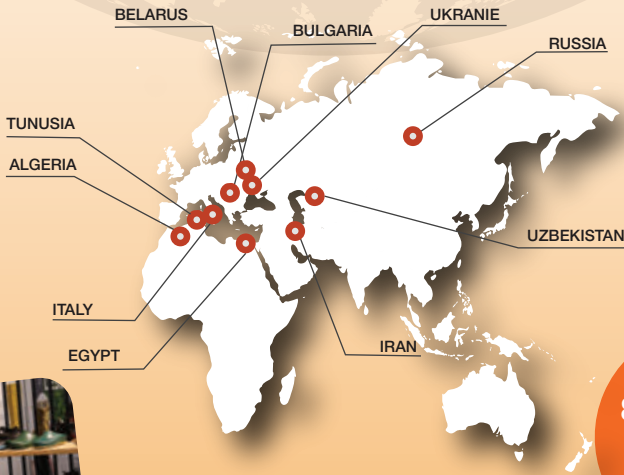 BELARUS
UKRANIE
BULGARIA
RUSSIA
TUNUSIA
ALGERIA
UZBEKISTAN
ITALY
IRAN
EGYPT